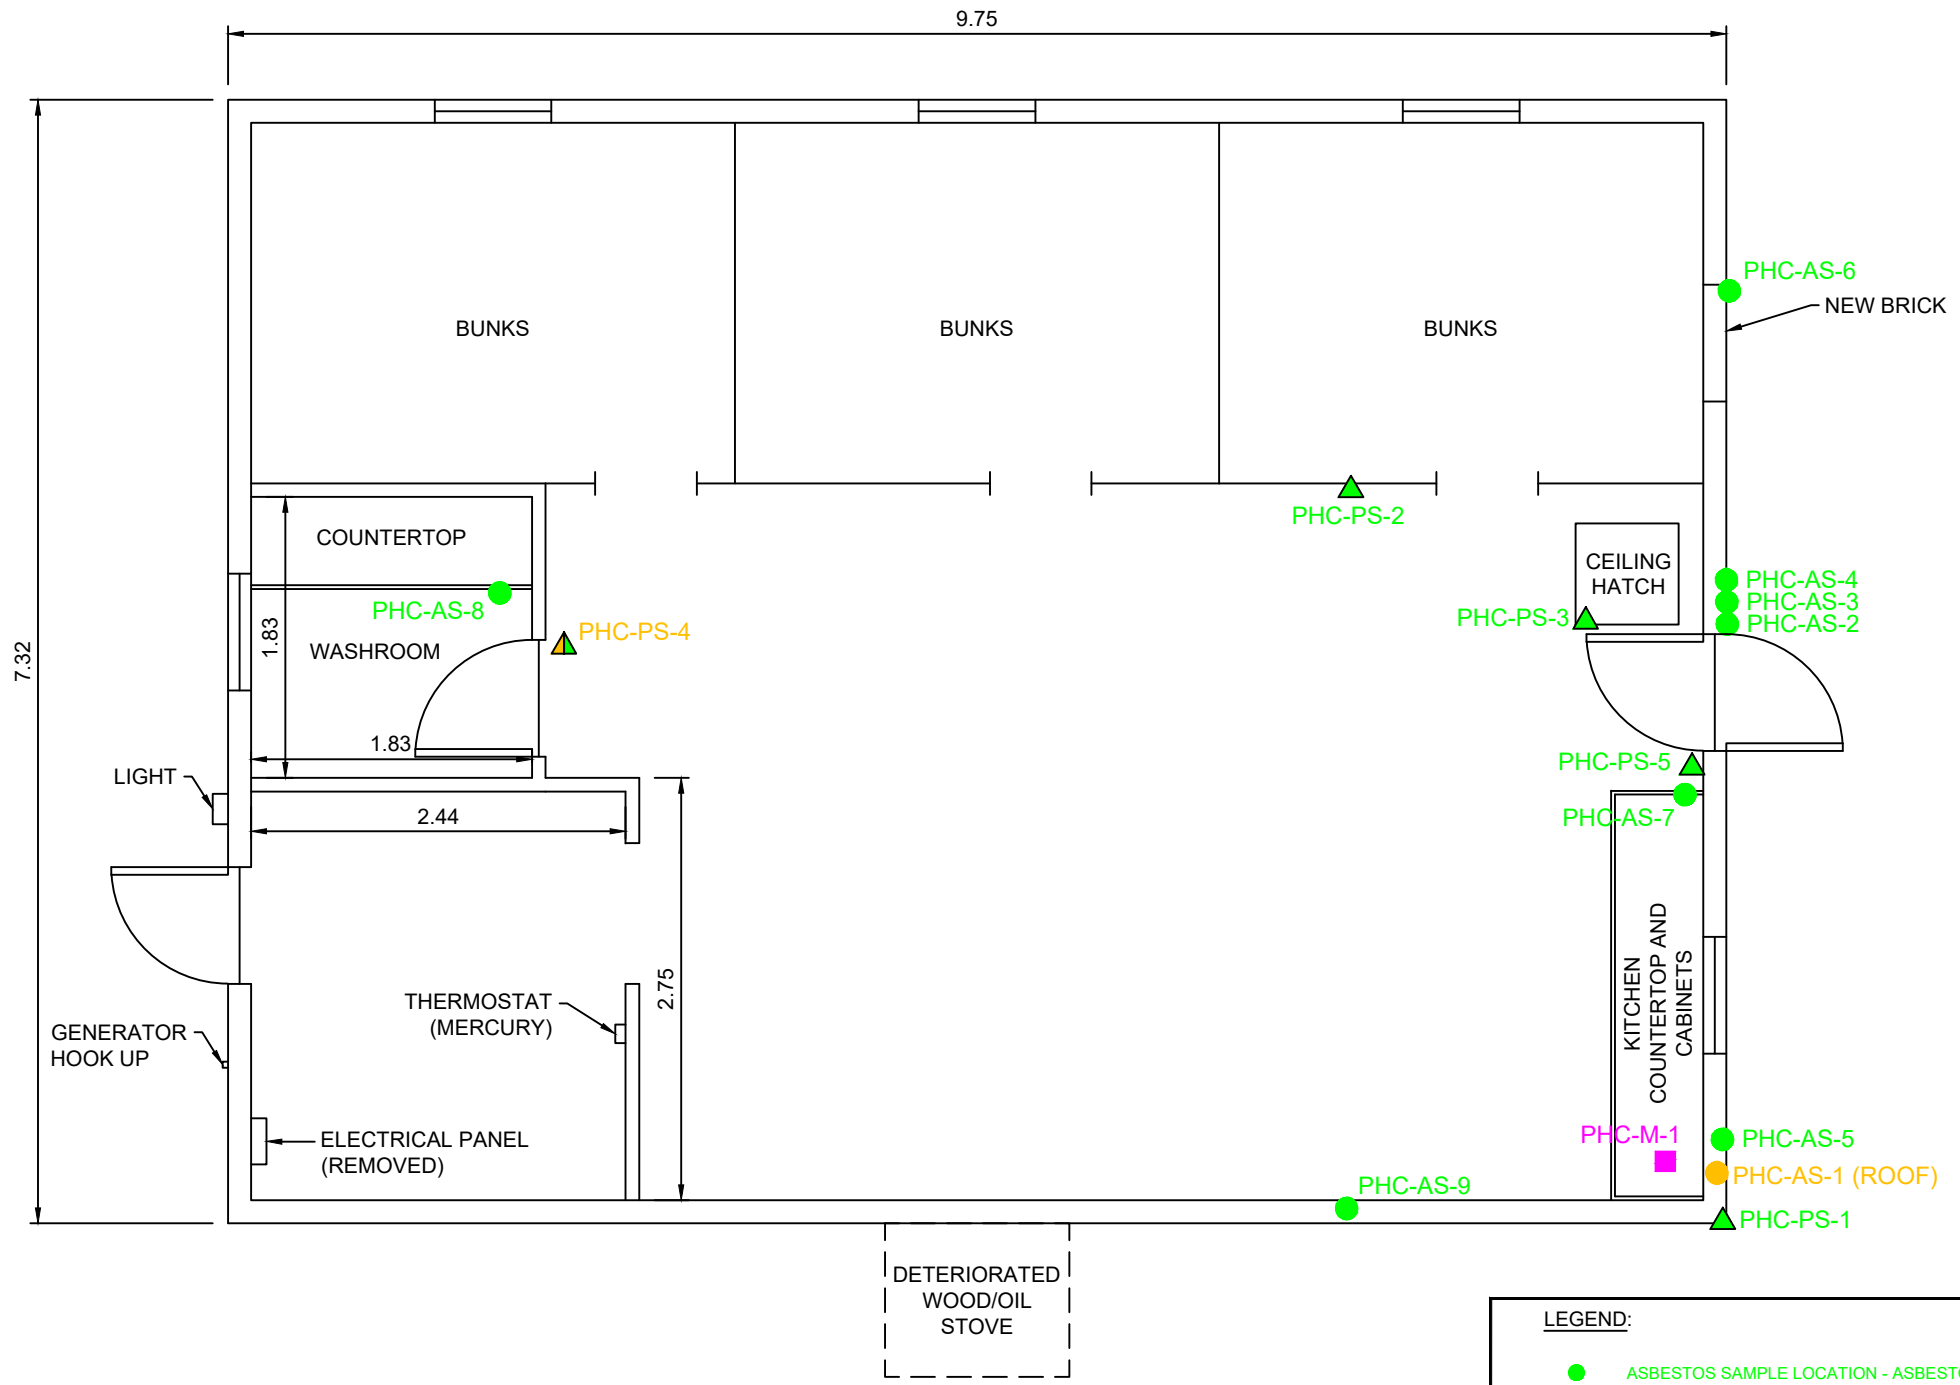 9.75
PHC-AS-6
NEW BRICK
BUNKS
BUNKS
BUNKS
PHC-PS-2
COUNTERTOP
CEILING
HATCH
PHC-AS-4
PHC-AS-3
PHC-AS-2
PHC-AS-8
PHC-PS-3
PHC-PS-4
1.83
WASHROOM
7.32
1.83
LIGHT
PHC-PS-5
2.44
PHC-AS-7
2.75
THERMOSTAT
(MERCURY)
KITCHEN
COUNTERTOP AND
CABINETS
GENERATOR
HOOK UP
ELECTRICAL PANEL
(REMOVED)
PHC-M-1
PHC-AS-5
PHC-AS-1 (ROOF)
PHC-AS-9
PHC-PS-1
DETERIORATED
WOOD/OIL
STOVE
LEGEND:
ASBESTOS SAMPLE LOCATION -